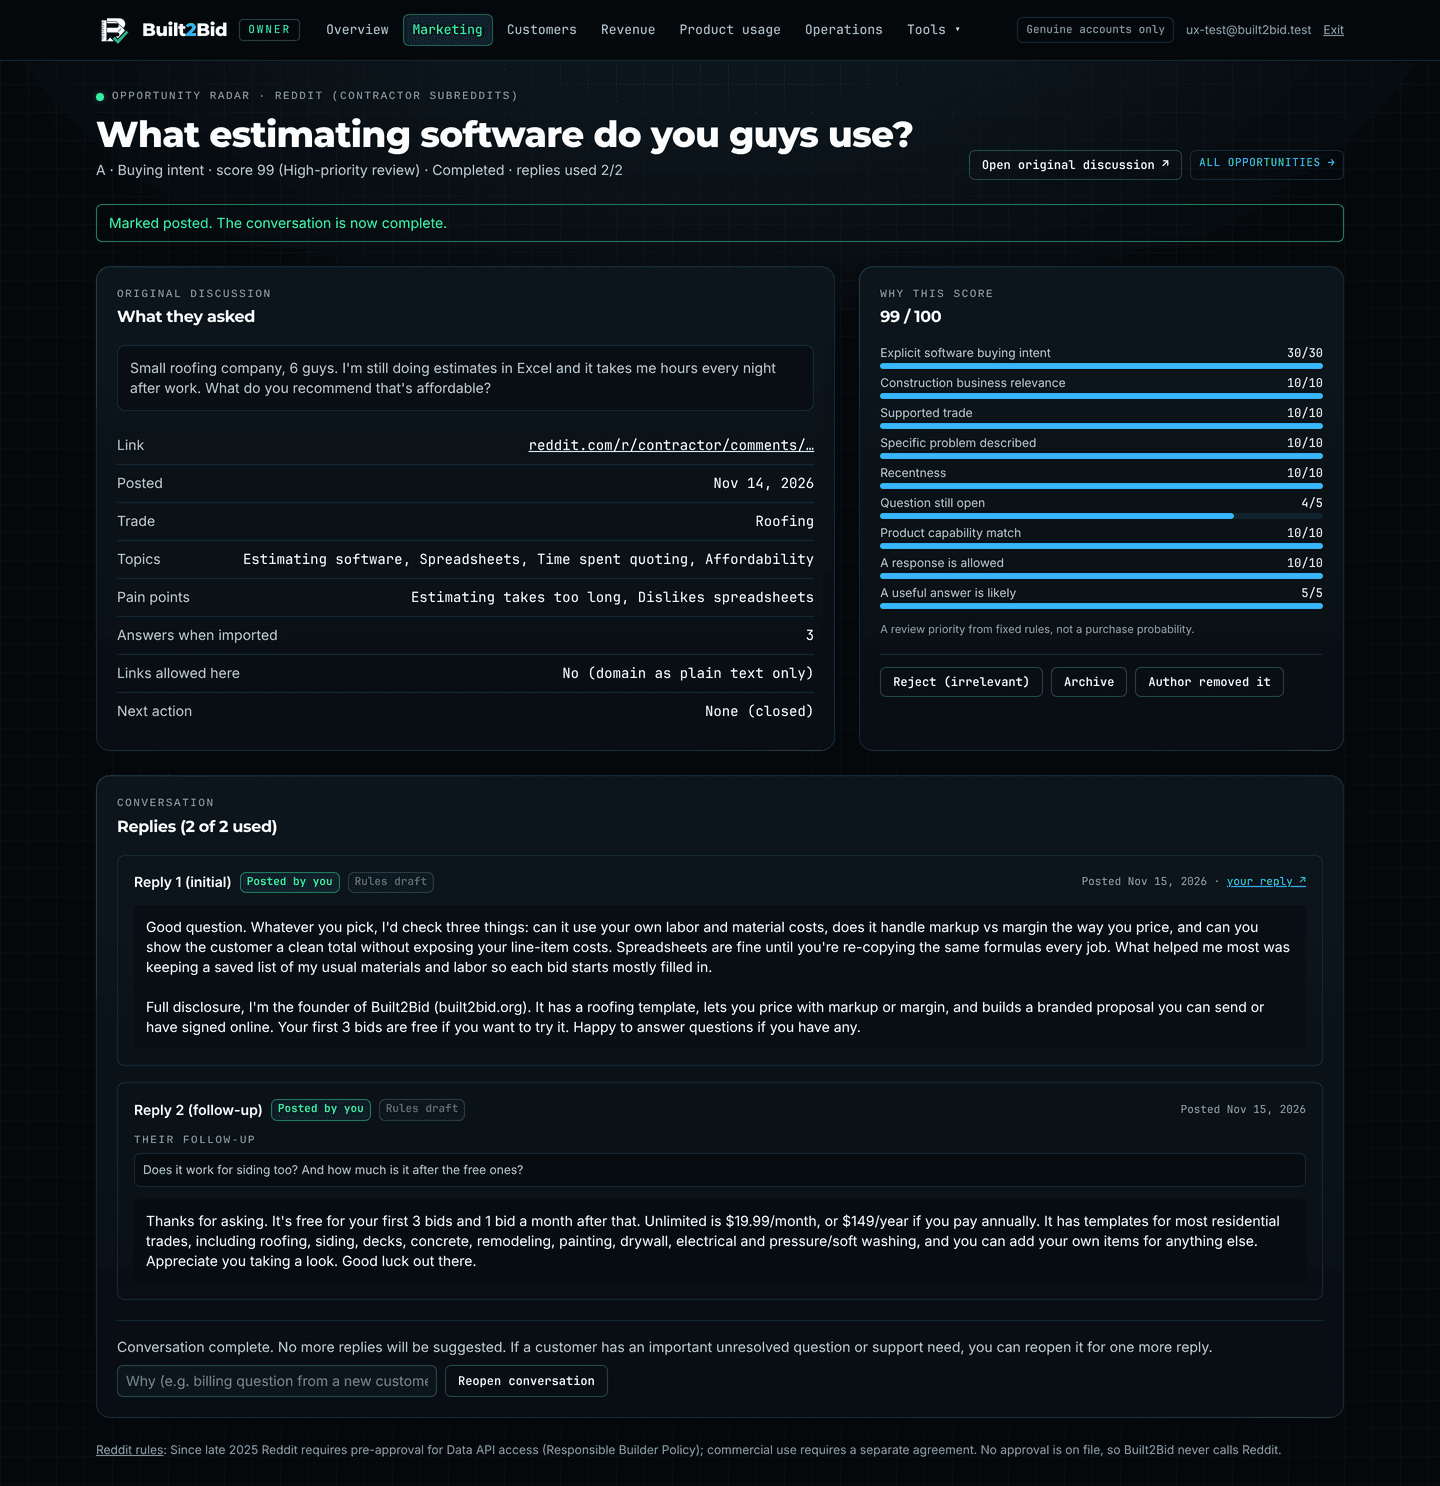 Built2Bid OWNER Overview Marketing Customers Revenue Product usage Operations Tools ▾ Genuine accounts only ux-test@built2bid.test Exit
OPPORTUNITY RADAR · REDDIT (CONTRACTOR SUBREDDITS)
What estimating software do you guys use?
A · Buying intent · score 99 (High-priority review) · Completed · replies used 2/2
Open original discussion ↗ ALL OPPORTUNITIES →
Marked posted. The conversation is now complete.
ORIGINAL DISCUSSION
What they asked
Small roofing company, 6 guys. I'm still doing estimates in Excel and it takes me hours every night
after work. What do you recommend that's affordable?
Link reddit.com/r/contractor/comments/…
Posted Nov 14, 2026
Trade Roofing
Topics Estimating software, Spreadsheets, Time spent quoting, Affordability
Pain points Estimating takes too long, Dislikes spreadsheets
Answers when imported 3
Links allowed here No (domain as plain text only)
Next action None (closed)
WHY THIS SCORE
99 / 100
Explicit software buying intent 30/30
Construction business relevance 10/10
Supported trade 10/10
Specific problem described 10/10
Recentness 10/10
Question still open 4/5
Product capability match 10/10
A response is allowed 10/10
A useful answer is likely 5/5
A review priority from fixed rules, not a purchase probability.
Reject (irrelevant) Archive Author removed it
CONVERSATION
Replies (2 of 2 used)
Reply 1 (initial) Posted by you Rules draft Posted Nov 15, 2026 · your reply ↗
Good question. Whatever you pick, I'd check three things: can it use your own labor and material costs, does it handle markup vs margin the way you price, and can you
show the customer a clean total without exposing your line-item costs. Spreadsheets are fine until you're re-copying the same formulas every job. What helped me most was
keeping a saved list of my usual materials and labor so each bid starts mostly filled in.
Full disclosure, I'm the founder of Built2Bid (built2bid.org). It has a roofing template, lets you price with markup or margin, and builds a branded proposal you can send or
have signed online. Your first 3 bids are free if you want to try it. Happy to answer questions if you have any.
Reply 2 (follow-up) Posted by you Rules draft Posted Nov 15, 2026
THEIR FOLLOW-UP
Does it work for siding too? And how much is it after the free ones?
Thanks for asking. It's free for your first 3 bids and 1 bid a month after that. Unlimited is $19.99/month, or $149/year if you pay annually. It has templates for most residential
trades, including roofing, siding, decks, concrete, remodeling, painting, drywall, electrical and pressure/soft washing, and you can add your own items for anything else.
Appreciate you taking a look. Good luck out there.
Conversation complete. No more replies will be suggested. If a customer has an important unresolved question or support need, you can reopen it for one more reply.
Why (e.g. billing question from a new custome Reopen conversation
Reddit rules: Since late 2025 Reddit requires pre-approval for Data API access (Responsible Builder Policy); commercial use requires a separate agreement. No approval is on file, so Built2Bid never calls Reddit.